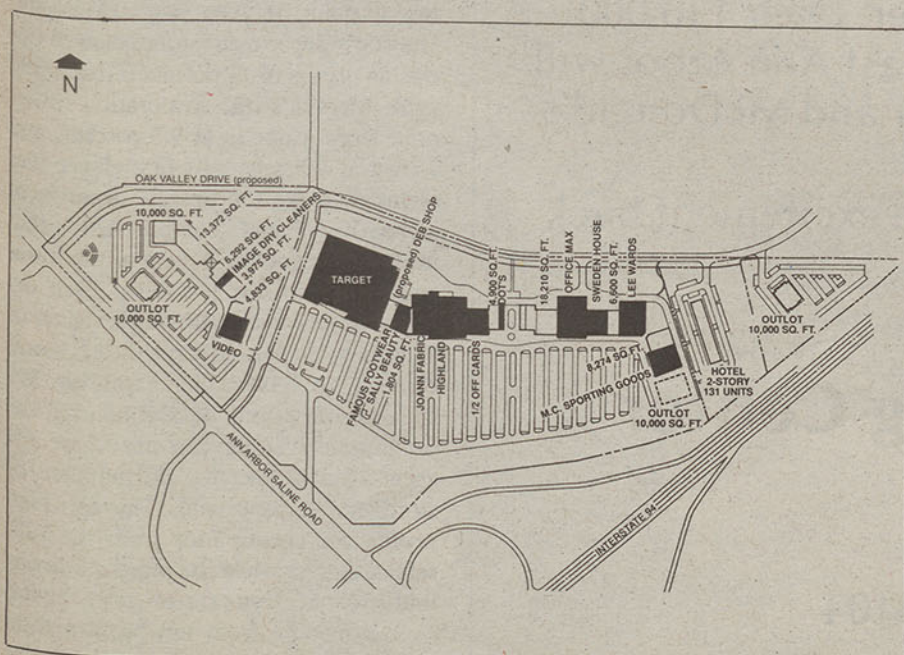 N
OAK VALLEY DRIVE (proposed)
10,000 SQ. FT.
13,372 SQ. FT.
6,292 SQ. FT.
IMAGE DRY CLEANERS
3,975 SQ. FT.
4,833 SQ. FT.
OUTLOT
10,000 SQ. FT.
VIDEO
TARGET
(proposed) DEB SHOP
FAMOUS FOOTWEAR
SALLY BEAUTY
1,804 SQ. FT.
JOANN FABRIC
HIGHLAND
1/2 OFF CARDS
4,900 SQ. FT.
DOT'S
18,210 SQ. FT.
OFFICE MAX
SWEDEN HOUSE
6,600 SQ. FT.
LEE WARDS
8,274 SQ. FT.
M.C. SPORTING GOODS
OUTLOT
10,000 SQ. FT.
HOTEL
2-STORY
131 UNITS
OUTLOT
10,000 SQ. FT.
ANN ARBOR SALINE ROAD
INTERSTATE 94